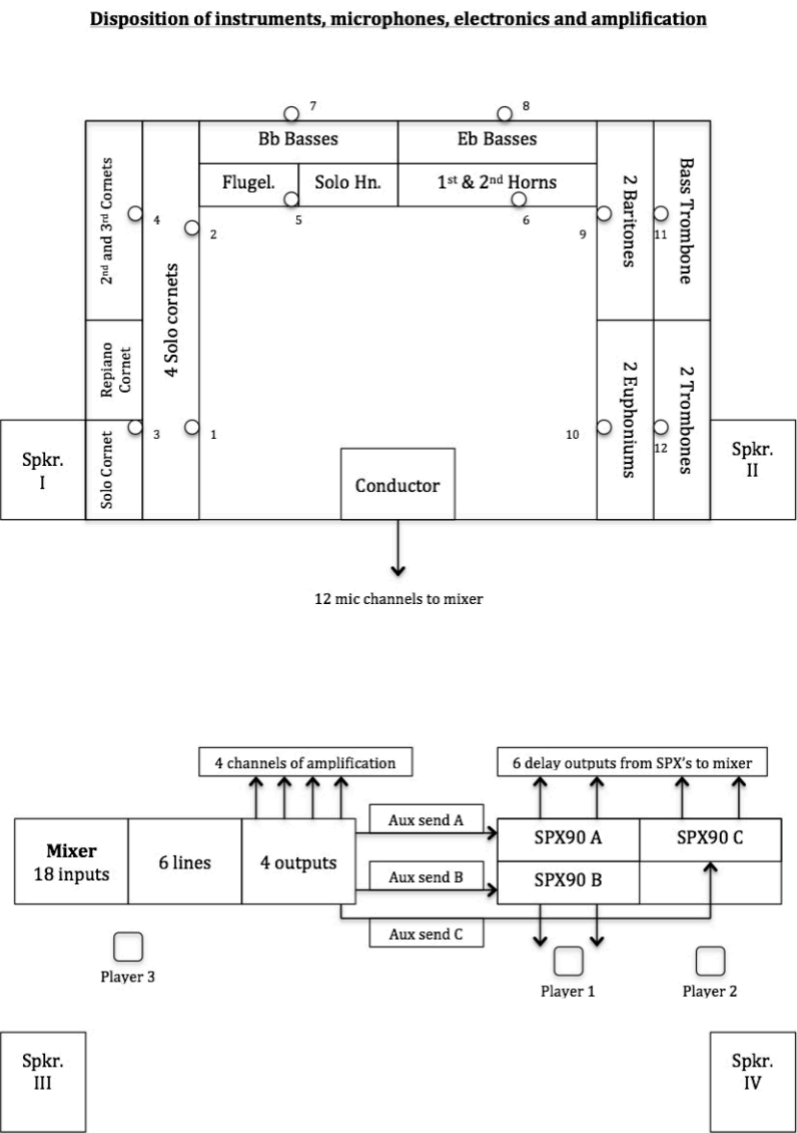 Disposition of instruments, microphones, electronics and amplification
7
8
Bb Basses
Eb Basses
Flugel.
Solo Hn.
1st & 2nd Horns
2nd and 3rd Cornets
4 Solo cornets
2 Baritones
Bass Trombone
4
2
5
6
9
11
Repiano
Cornet
2 Euphoniums
2 Trombones
Solo Cornet
3
1
10
12
Spkr.
I
Spkr.
II
Conductor
12 mic channels to mixer
4 channels of amplification
6 delay outputs from SPX's to mixer
Mixer
18 inputs
6 lines
4 outputs
Aux send A
Aux send B
Aux send C
SPX90 A
SPX90 C
SPX90 B
Player 3
Player 1
Player 2
Spkr.
III
Spkr.
IV